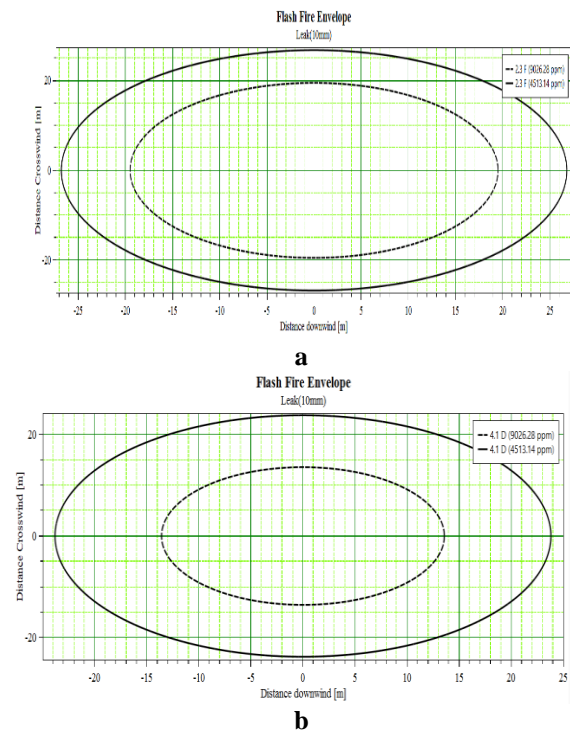 Flash Fire Envelope
Leak(10mm)
2.3 F (9026.28 ppm)
2.3 F (4513.14 ppm)
Distance Crosswind [m]
20
0
-20
-25 -20 -15 -10 -5 0 5 10 15 20 25
Distance downwind [m]
a
Flash Fire Envelope
Leak(10mm)
4.1 D (9026.28 ppm)
4.1 D (4513.14 ppm)
Distance Crosswind [m]
20
0
-20
-20 -15 -10 -5 0 5 10 15 20 25
Distance downwind [m]
b